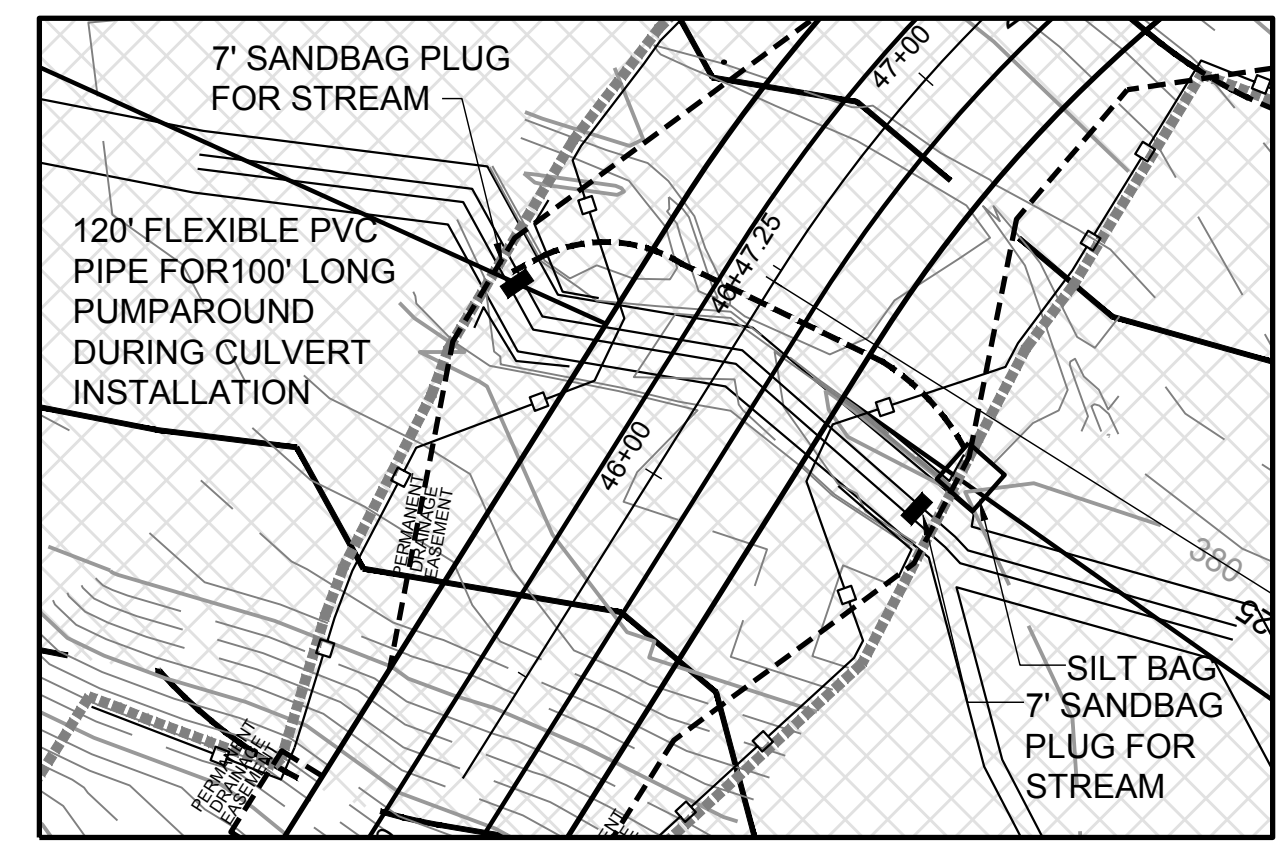 7' SANDBAG PLUG
FOR STREAM
47+00
120' FLEXIBLE PVC
PIPE FOR100' LONG
PUMPAROUND
DURING CULVERT
INSTALLATION
46+47.25
46+00
PERMANENT
DRAINAGE
EASEMENT
380
25
SILT BAG
7' SANDBAG
PLUG FOR
STREAM
PERMANENT
DRAINAGE
EASEMENT